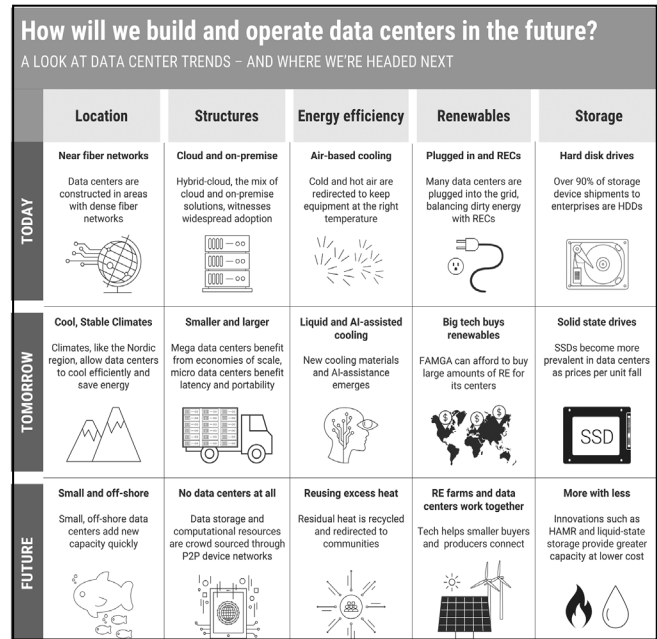 How will we build and operate data centers in the future?
A LOOK AT DATA CENTER TRENDS – AND WHERE WE'RE HEADED NEXT
Location
Structures
Energy efficiency
Renewables
Storage
TODAY
Near fiber networks
Data centers are
constructed in areas
with dense fiber
networks
Cloud and on-premise
Hybrid-cloud, the mix of
cloud and on-premise
solutions, witnesses
widespread adoption
Air-based cooling
Cold and hot air are
redirected to keep
equipment at the right
temperature
Plugged in and RECs
Many data centers are
plugged into the grid,
balancing dirty energy
with RECs
Hard disk drives
Over 90% of storage
device shipments to
enterprises are HDDs
TOMORROW
Cool, Stable Climates
Climates, like the Nordic
region, allow data centers
to cool efficiently and
save energy
Smaller and larger
Mega data centers benefit
from economies of scale,
micro data centers benefit
latency and portability
Liquid and AI-assisted
cooling
New cooling materials
and AI-assistance
emerges
Big tech buys
renewables
FAMGA can afford to buy
large amounts of RE for
its centers
$ $ $
Solid state drives
SSDs become more
prevalent in data centers
as prices per unit fall
SSD
FUTURE
Small and off-shore
Small, off-shore data
centers add new
capacity quickly
No data centers at all
Data storage and
computational resources
are crowd sourced through
P2P device networks
Reusing excess heat
Residual heat is recycled
and redirected to
communities
RE farms and data
centers work together
Tech helps smaller buyers
and producers connect
More with less
Innovations such as
HAMR and liquid-state
storage provide greater
capacity at lower cost